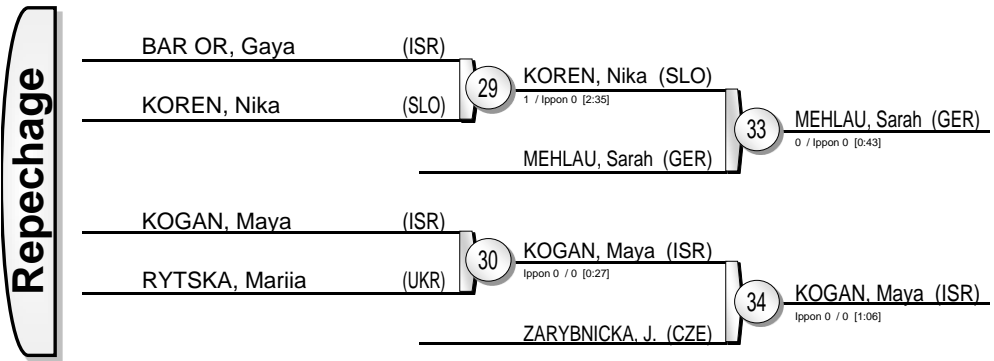 Repechage
BAR OR, Gaya (ISR)
KOREN, Nika (SLO)
29
KOREN, Nika (SLO)
1 / Ippon 0 [2:35]
MEHLAU, Sarah (GER)
33
MEHLAU, Sarah (GER)
0 / Ippon 0 [0:43]
KOGAN, Maya (ISR)
RYTSKA, Mariia (UKR)
30
KOGAN, Maya (ISR)
Ippon 0 / 0 [0:27]
ZARYBNICKA, J. (CZE)
34
KOGAN, Maya (ISR)
Ippon 0 / 0 [1:06]